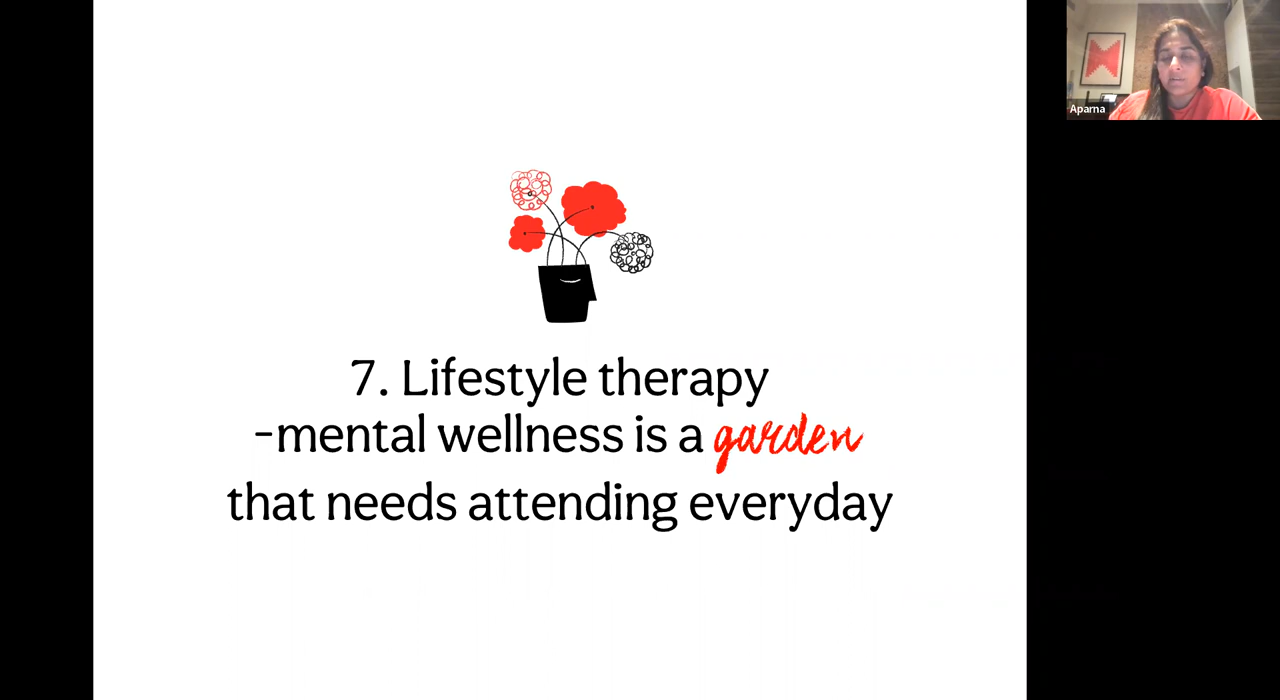 Aparna
7. Lifestyle therapy
-mental wellness is a garden
that needs attending everyday